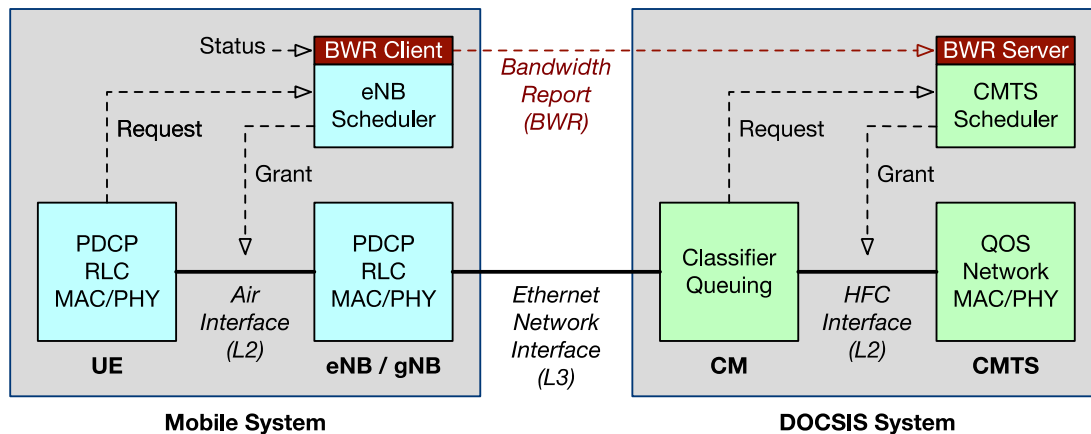 Status
BWR Client
eNB
Scheduler
Request
Grant
PDCP
RLC
MAC/PHY
UE
Air
Interface
(L2)
PDCP
RLC
MAC/PHY
eNB / gNB
Mobile System
Bandwidth
Report
(BWR)
Ethernet
Network
Interface
(L3)
BWR Server
CMTS
Scheduler
Request
Grant
Classifier
Queuing
CM
HFC
Interface
(L2)
QOS
Network
MAC/PHY
CMTS
DOCSIS System